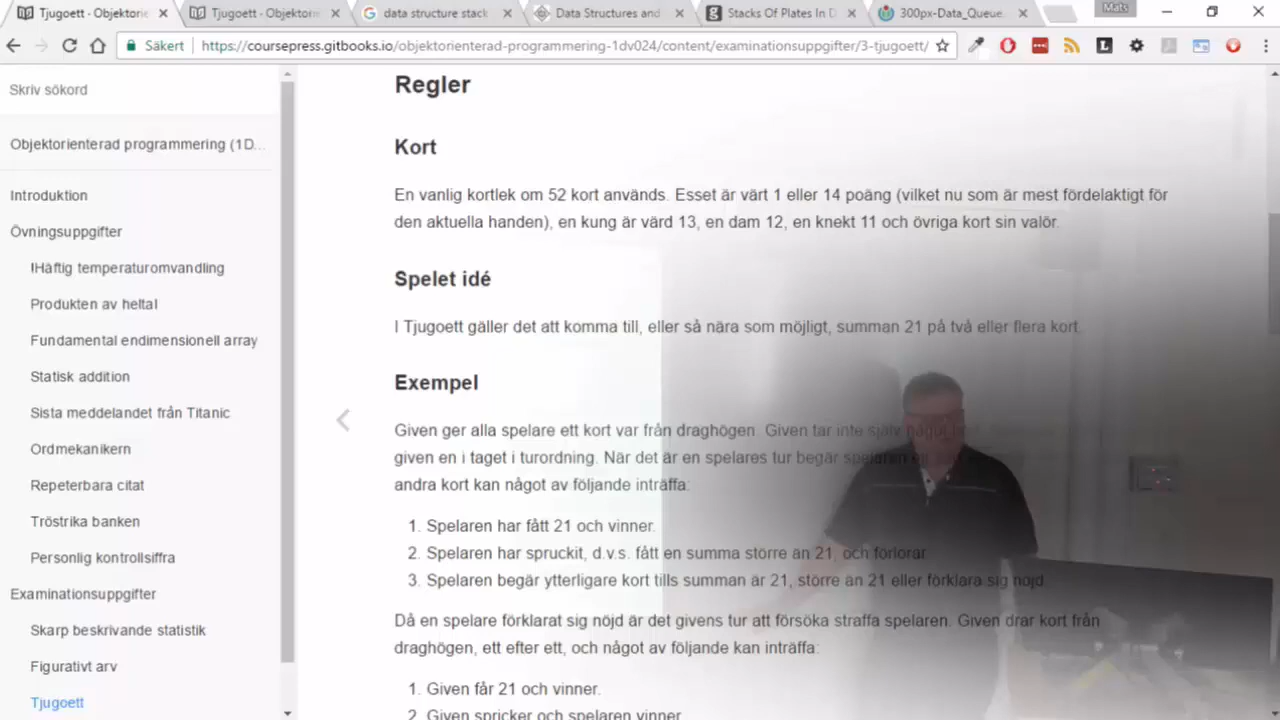 Tjugoett - Objektorie
Tjugoett - Objektorie
data structure stack
Data Structures and
Stacks Of Plates In D
300px-Data_Queue
Mats
Säkert
https://coursepress.gitbooks.io/objektorienterad-programmering-1dv024/content/examinationsuppgifter/3-tjugoett/
Skriv sökord
Objektorienterad programmering (1D...
Introduktion
Övningsuppgifter
!Häftig temperaturomvandling
Produkten av heltal
Fundamental endimensionell array
Statisk addition
Sista meddelandet från Titanic
Ordmekanikern
Repeterbara citat
Tröstrika banken
Personlig kontrollsiffra
Examinationsuppgifter
Skarp beskrivande statistik
Figurativt arv
Tjugoett
Regler
Kort
En vanlig kortlek om 52 kort används. Esset är värt 1 eller 14 poäng (vilket nu som är mest fördelaktigt för
den aktuella handen), en kung är värd 13, en dam 12, en knekt 11 och övriga kort sin valör.
Spelet idé
I Tjugoett gäller det att komma till, eller så nära som möjligt, summan 21 på två eller flera kort.
Exempel
Given ger alla spelare ett kort var från draghögen. Given tar inte själv något
given en i taget i turordning. När det är en spelares tur begär spelaren
andra kort kan något av följande inträffa:
1. Spelaren har fått 21 och vinner.
2. Spelaren har spruckit, d.v.s. fått en summa större än 21, och förlorar.
3. Spelaren begär ytterligare kort tills summan är 21, större än 21 eller förklara sig nöjd.
Då en spelare förklarat sig nöjd är det givens tur att försöka straffa spelaren. Given drar kort från
draghögen, ett efter ett, och något av följande kan inträffa:
1. Given får 21 och vinner.
2. Given spricker och spelaren vinner.